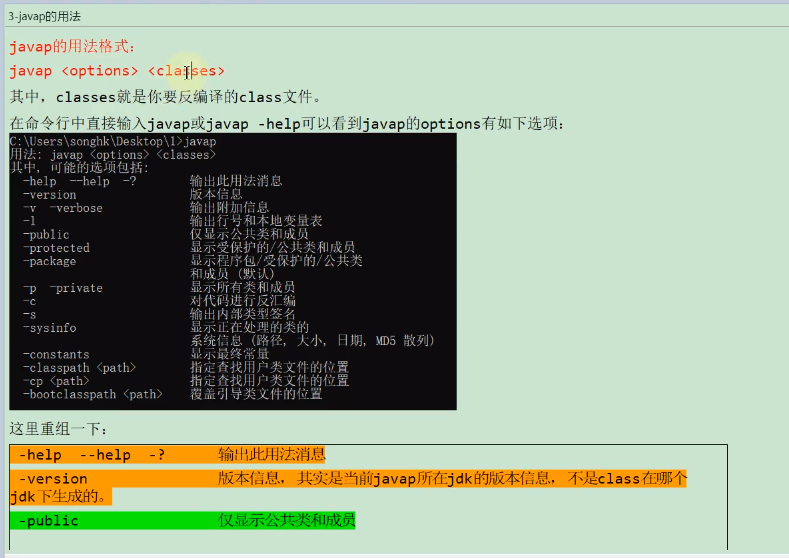 3-javap的用法
javap的用法格式：
javap <options> <classes>
其中，classes就是你要反编译的class文件。
在命令行中直接输入javap或javap -help可以看到javap的options有如下选项：
C:\Users\songhk\Desktop\1>javap
用法: javap <options> <classes>
其中, 可能的选项包括:
-help --help -? 输出此用法消息
-version 版本信息
-v -verbose 输出附加信息
-l 输出行号和本地变量表
-public 仅显示公共类和成员
-protected 显示受保护的/公共类和成员
-package 显示程序包/受保护的/公共类
和成员 (默认)
-p -private 显示所有类和成员
-c 对代码进行反汇编
-s 输出内部类型签名
-sysinfo 显示正在处理的类的
系统信息 (路径, 大小, 日期, MD5 散列)
-constants 显示最终常量
-classpath <path> 指定查找用户类文件的位置
-cp <path> 指定查找用户类文件的位置
-bootclasspath <path> 覆盖引导类文件的位置
这里重组一下：
-help --help -? 输出此用法消息
-version 版本信息，其实是当前javap所在jdk的版本信息，不是class在哪个
jdk下生成的。
-public 仅显示公共类和成员